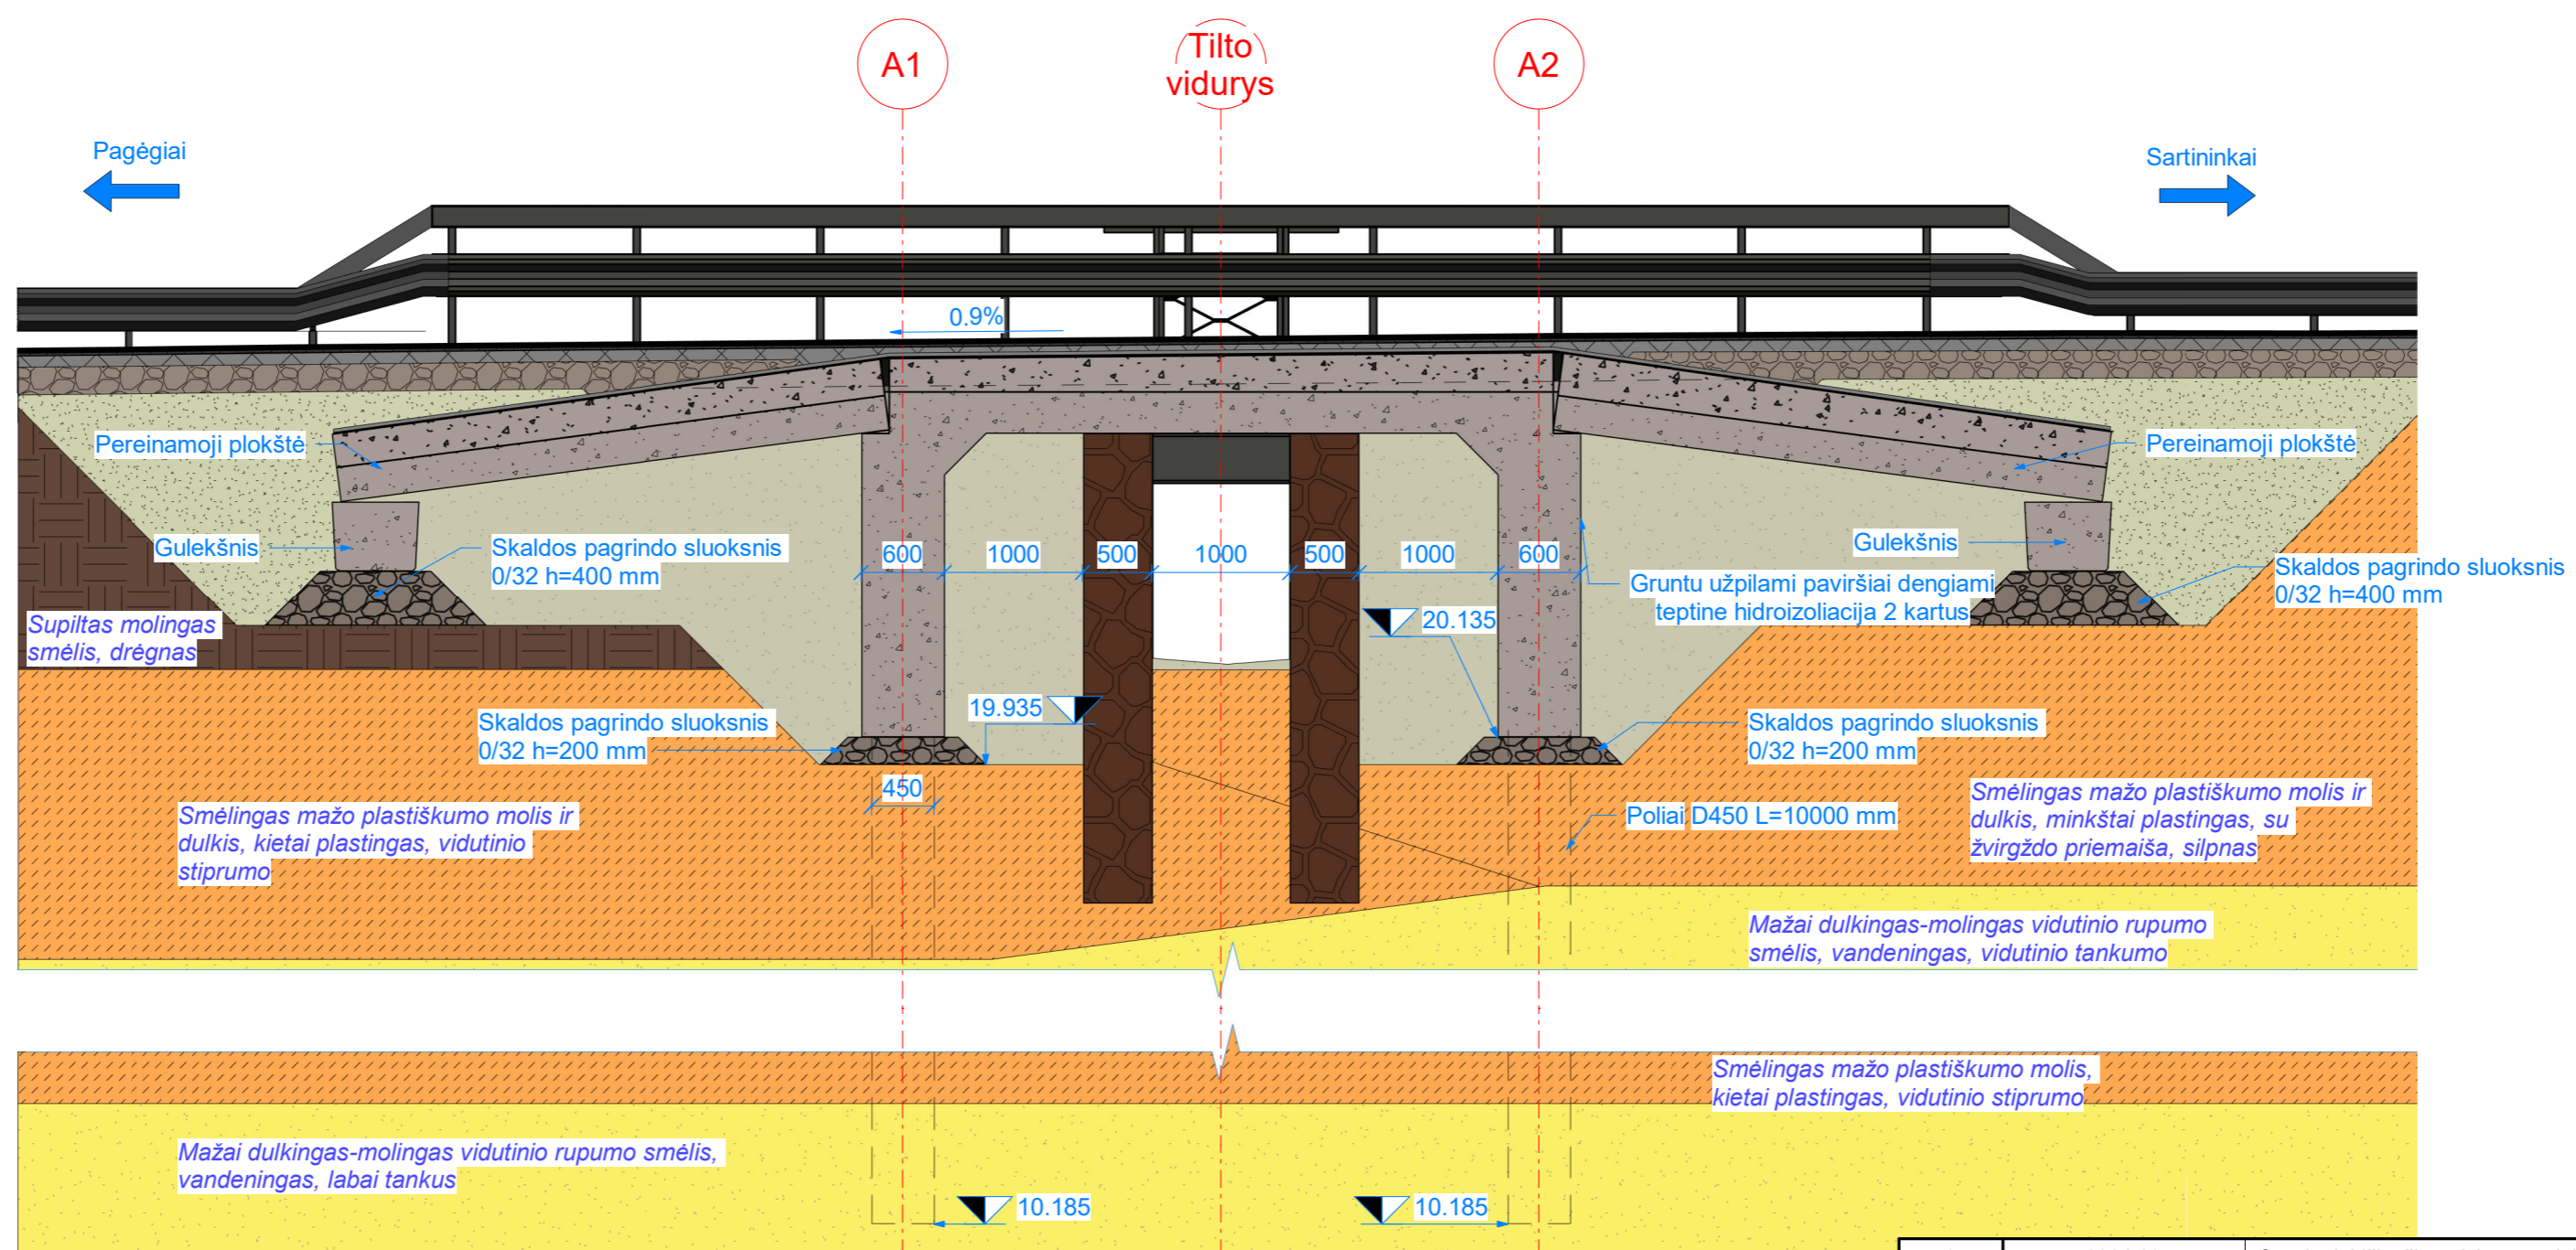 A1
Tilto
vidurys
A2
Pagėgiai
Sartininkai
0.9%
Pereinamoji plokštė
Pereinamoji plokštė
Gulekšnis
Skaldos pagrindo sluoksnis
0/32 h=400 mm
600
1000
500
1000
500
1000
600
Gulekšnis
Skaldos pagrindo sluoksnis
0/32 h=400 mm
Gruntu užpilami paviršiai dengiami
teptine hidroizoliacija 2 kartus
20.135
Supiltas molingas
smėlis, drėgnas
19.935
Skaldos pagrindo sluoksnis
0/32 h=200 mm
Skaldos pagrindo sluoksnis
0/32 h=200 mm
450
Smėlingas mažo plastiškumo molis ir
dulkis, kietai plastingas, vidutinio
stiprumo
Poliai D450 L=10000 mm
Smėlingas mažo plastiškumo molis ir
dulkis, minkštai plastingas, su
žvirgždo priemaiša, silpnas
Mažai dulkingas-molingas vidutinio rupumo
smėlis, vandeningas, vidutinio tankumo
Smėlingas mažo plastiškumo molis,
kietai plastingas, vidutinio stiprumo
Mažai dulkingas-molingas vidutinio rupumo smėlis,
vandeningas, labai tankus
10.185
10.185